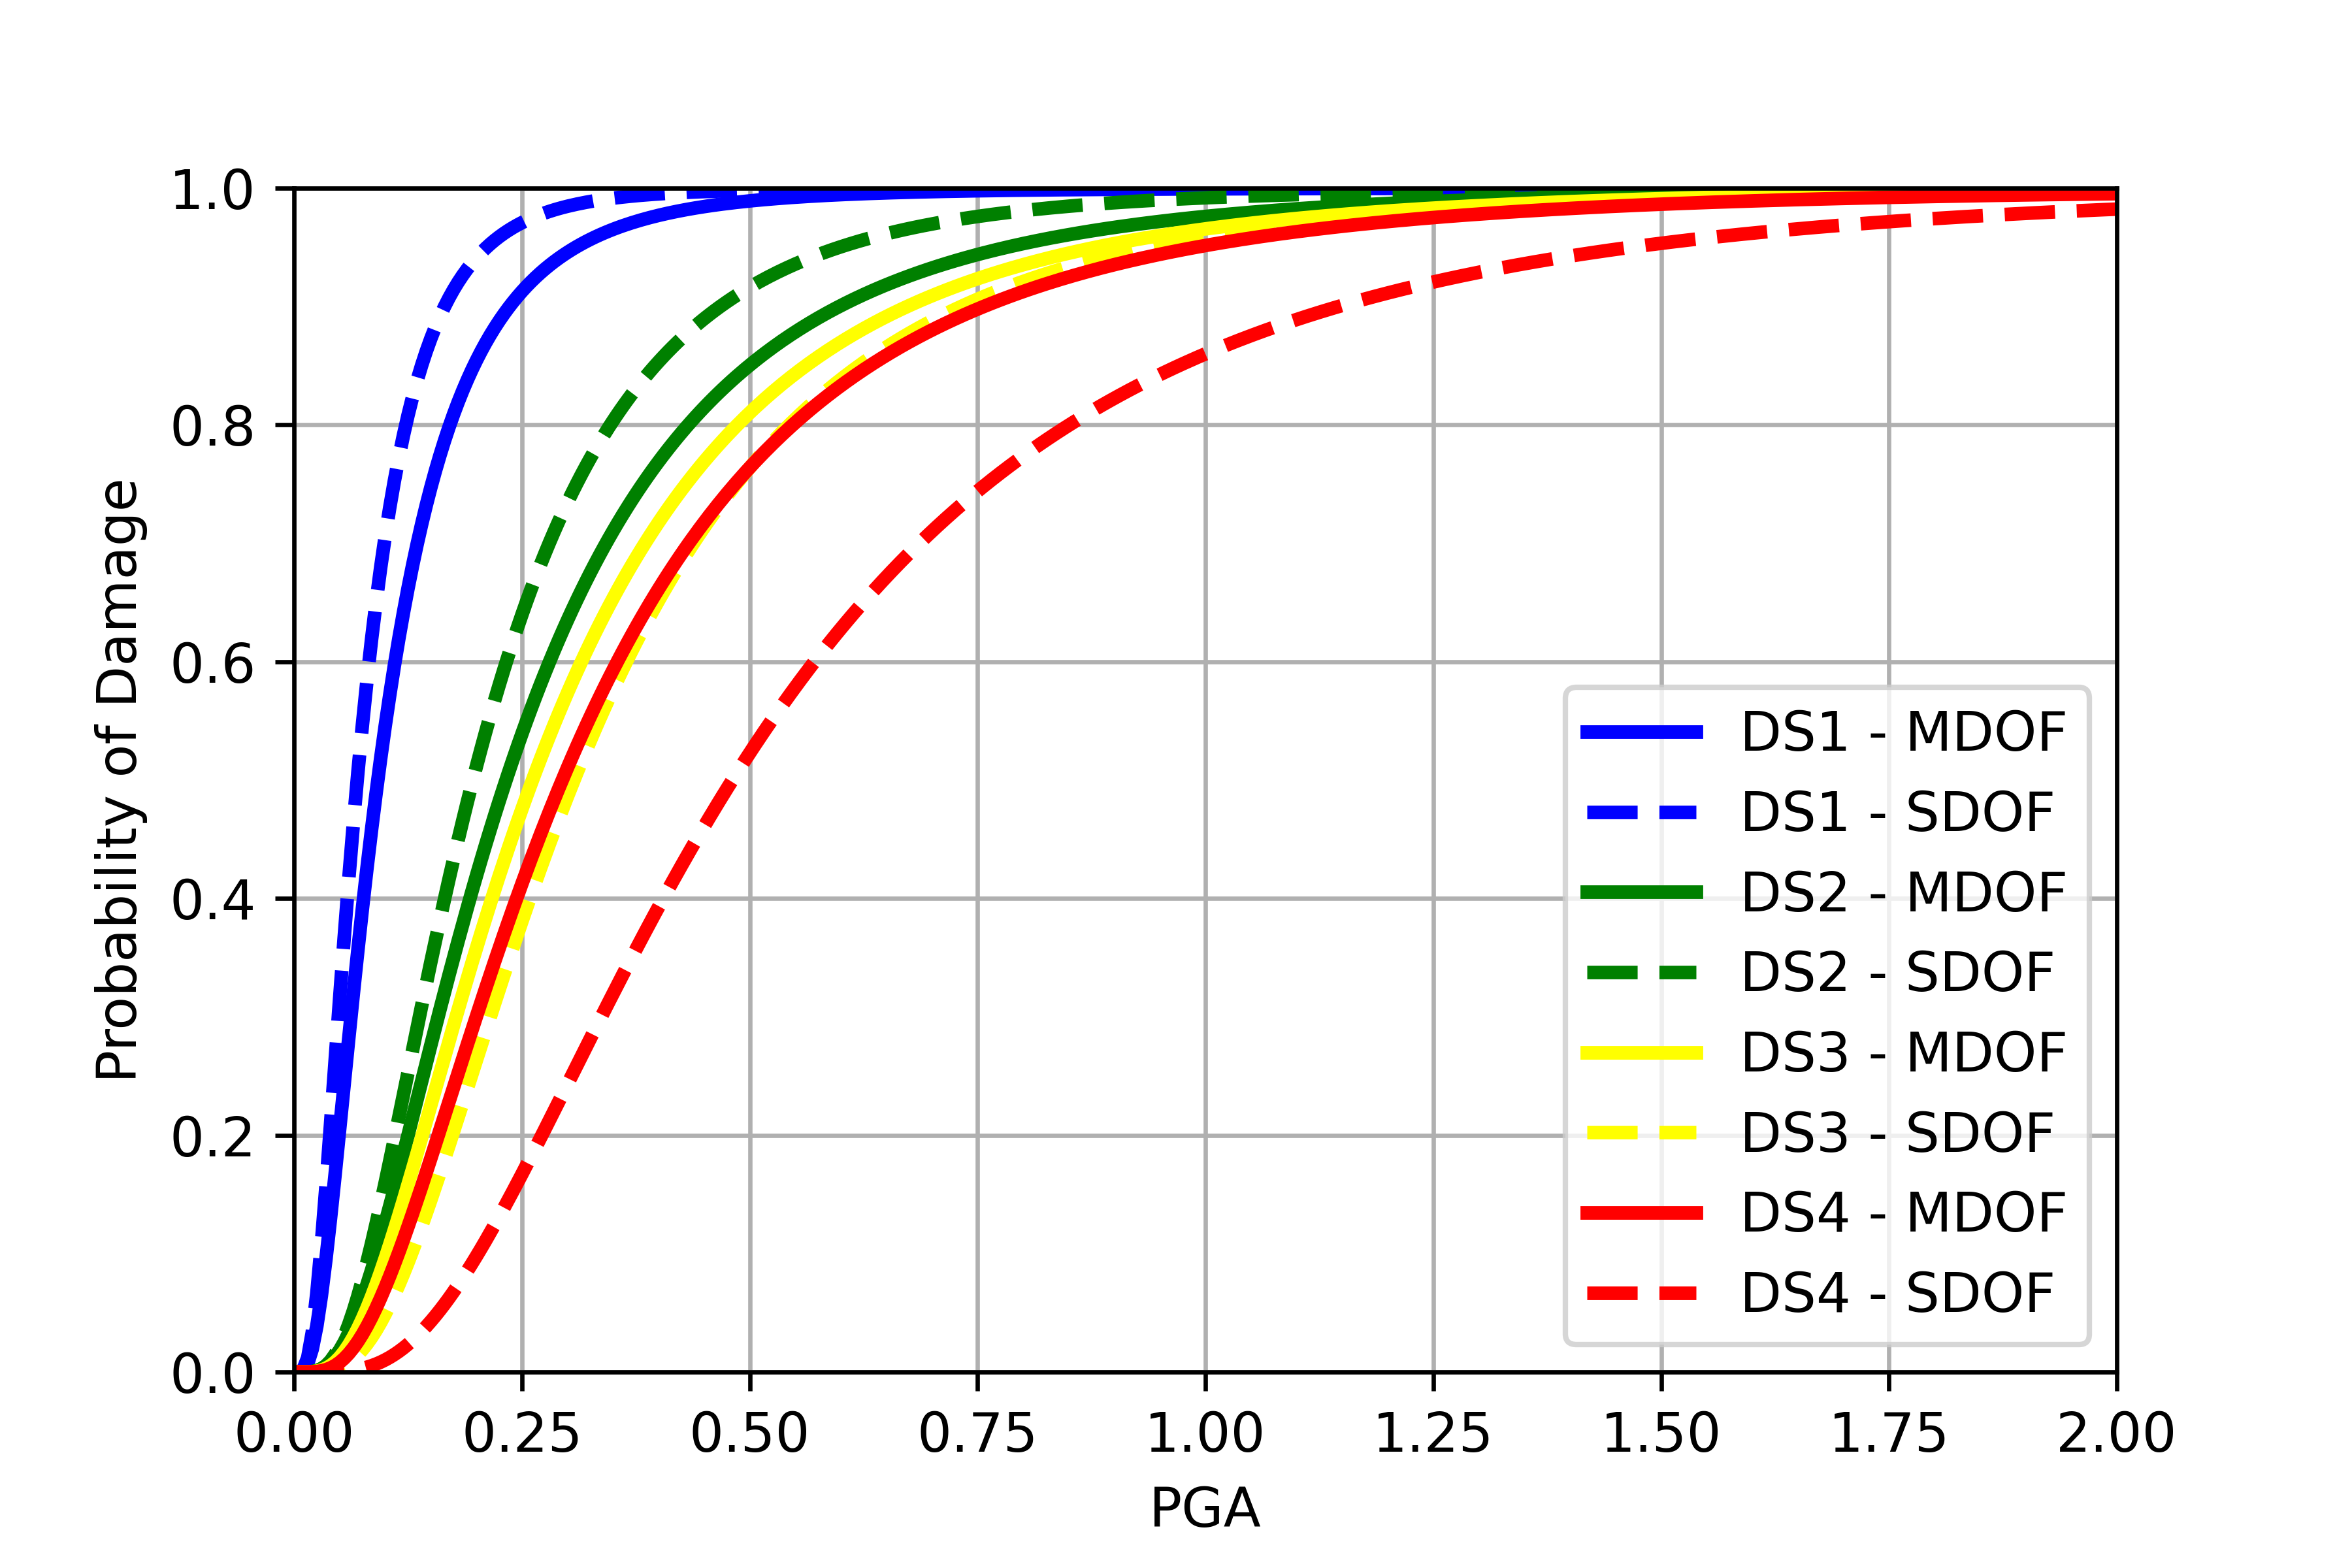 1.0
0.8
0.6
0.4
0.2
0.0
Probability of Damage
0.00 0.25 0.50 0.75 1.00 1.25 1.50 1.75 2.00
PGA
DS1 - MDOF
DS1 - SDOF
DS2 - MDOF
DS2 - SDOF
DS3 - MDOF
DS3 - SDOF
DS4 - MDOF
DS4 - SDOF